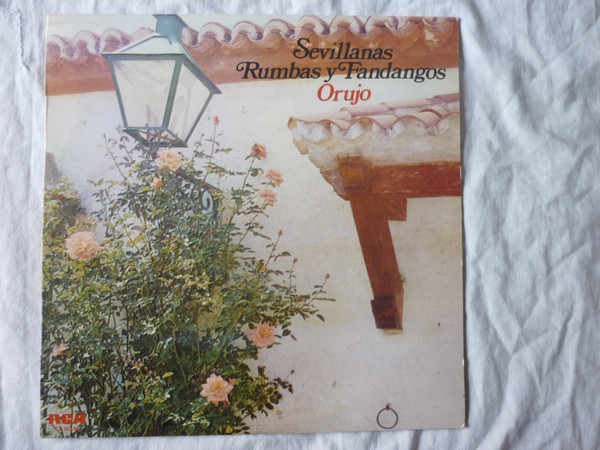 Sevillanas
Rumbas y Fandangos
Orujo
RCA